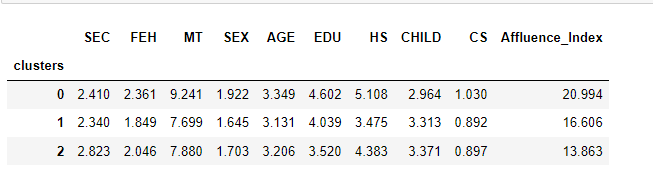 SEC FEH MT SEX AGE EDU HS CHILD CS Affluence_Index
clusters
0 2.410 2.361 9.241 1.922 3.349 4.602 5.108 2.964 1.030 20.994
1 2.340 1.849 7.699 1.645 3.131 4.039 3.475 3.313 0.892 16.606
2 2.823 2.046 7.880 1.703 3.206 3.520 4.383 3.371 0.897 13.863